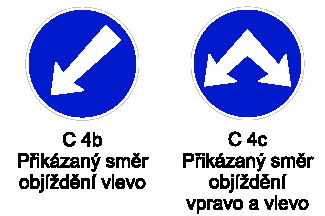 C 4b
Přikázaný směr
objíždění vlevo
C 4c
Přikázaný směr
objíždění
vpravo a vlevo